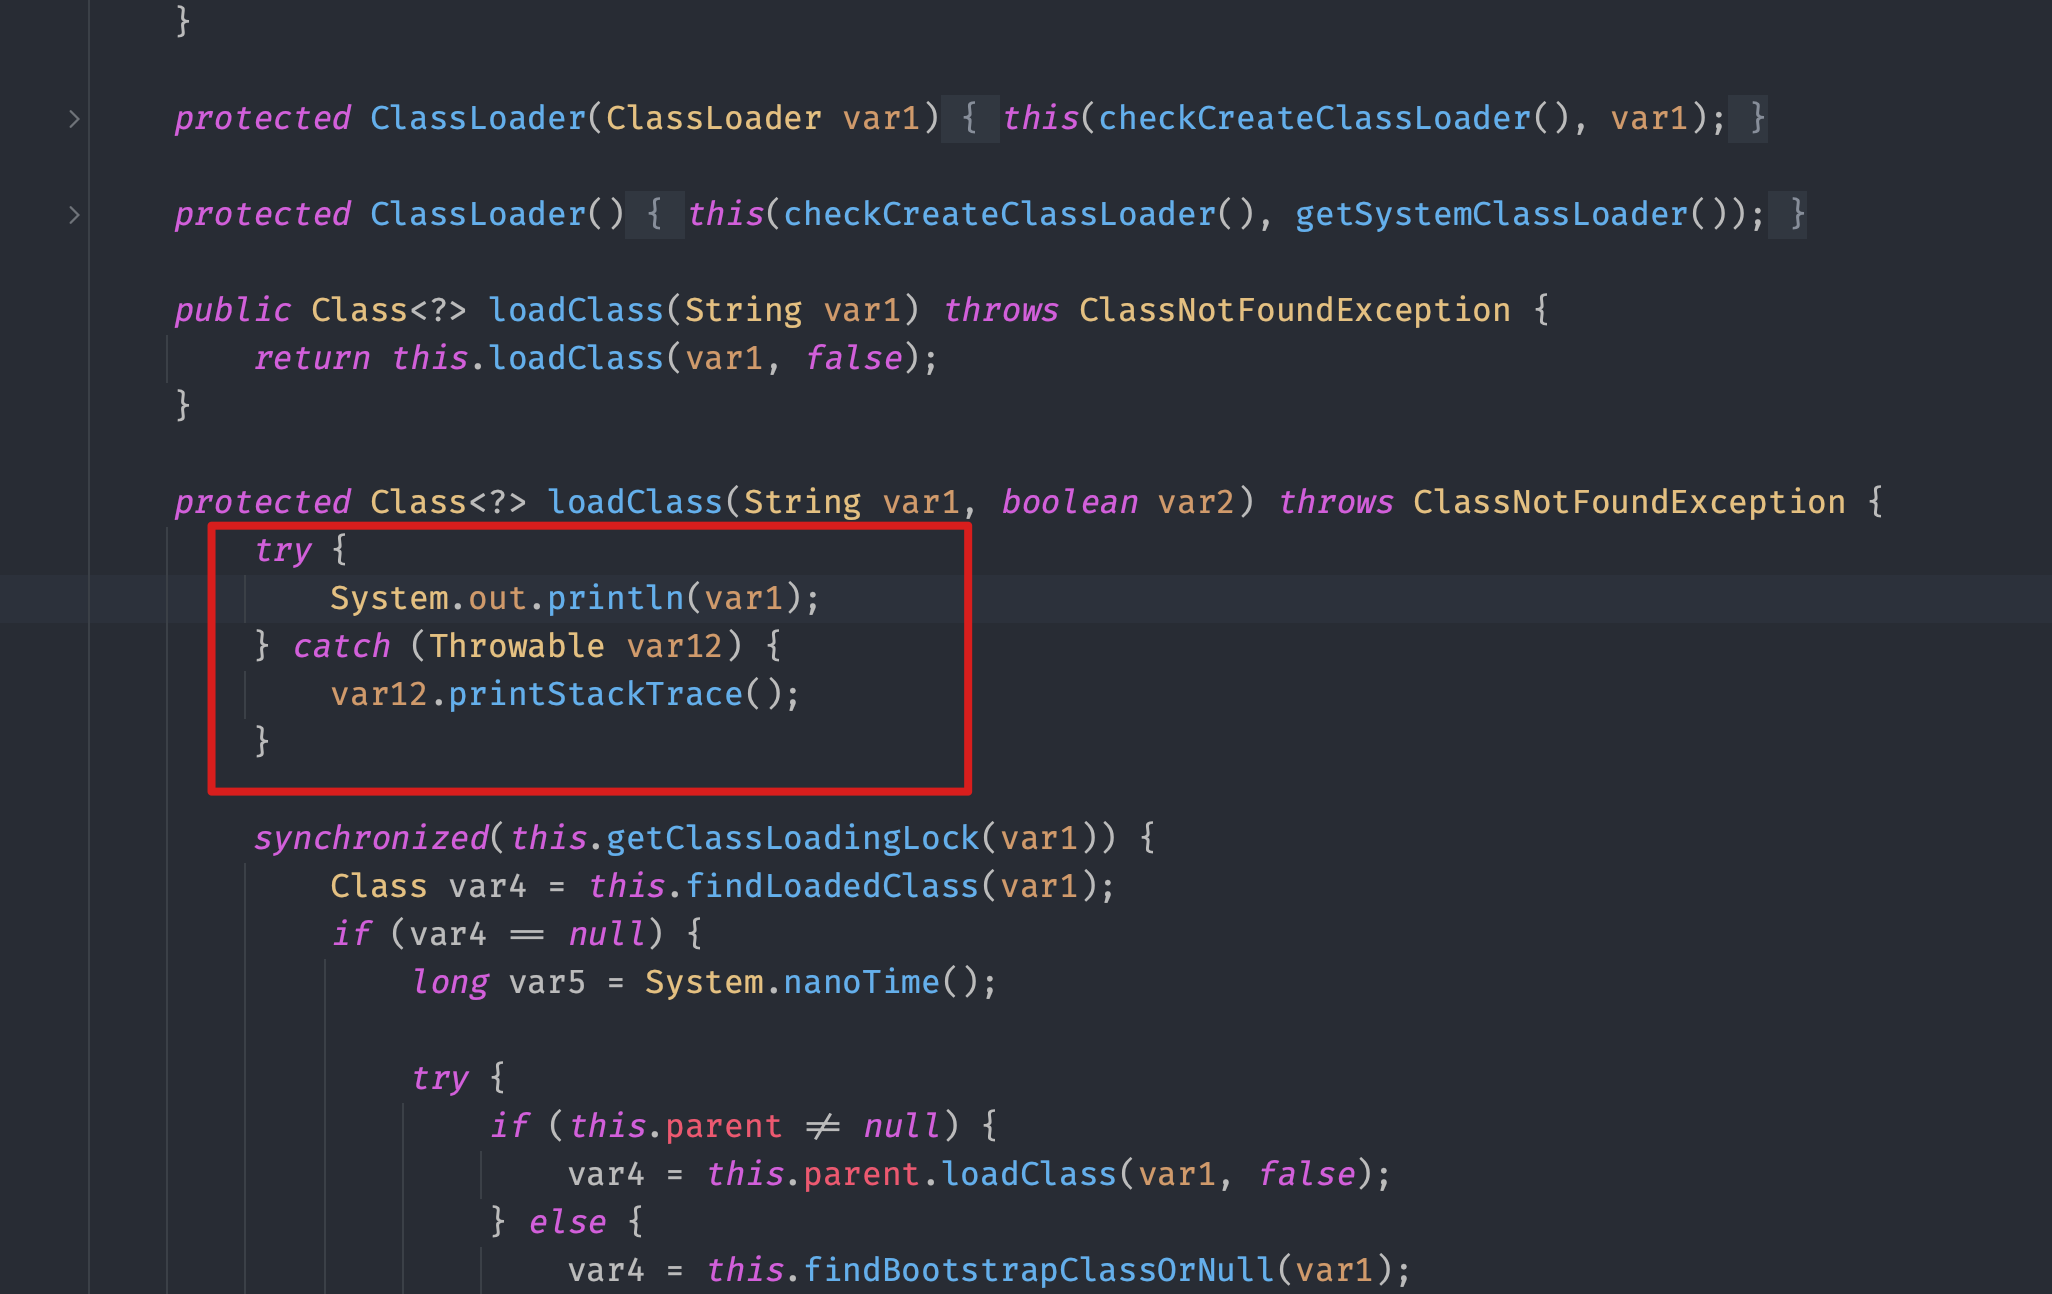 }
protected ClassLoader(ClassLoader var1) { this(checkCreateClassLoader(), var1); }
protected ClassLoader() { this(checkCreateClassLoader(), getSystemClassLoader()); }
public Class<?> loadClass(String var1) throws ClassNotFoundException {
return this.loadClass(var1, false);
}
protected Class<?> loadClass(String var1, boolean var2) throws ClassNotFoundException {
try {
System.out.println(var1);
} catch (Throwable var12) {
var12.printStackTrace();
}
synchronized(this.getClassLoadingLock(var1)) {
Class var4 = this.findLoadedClass(var1);
if (var4 == null) {
long var5 = System.nanoTime();
try {
if (this.parent != null) {
var4 = this.parent.loadClass(var1, false);
} else {
var4 = this.findBootstrapClassOrNull(var1);